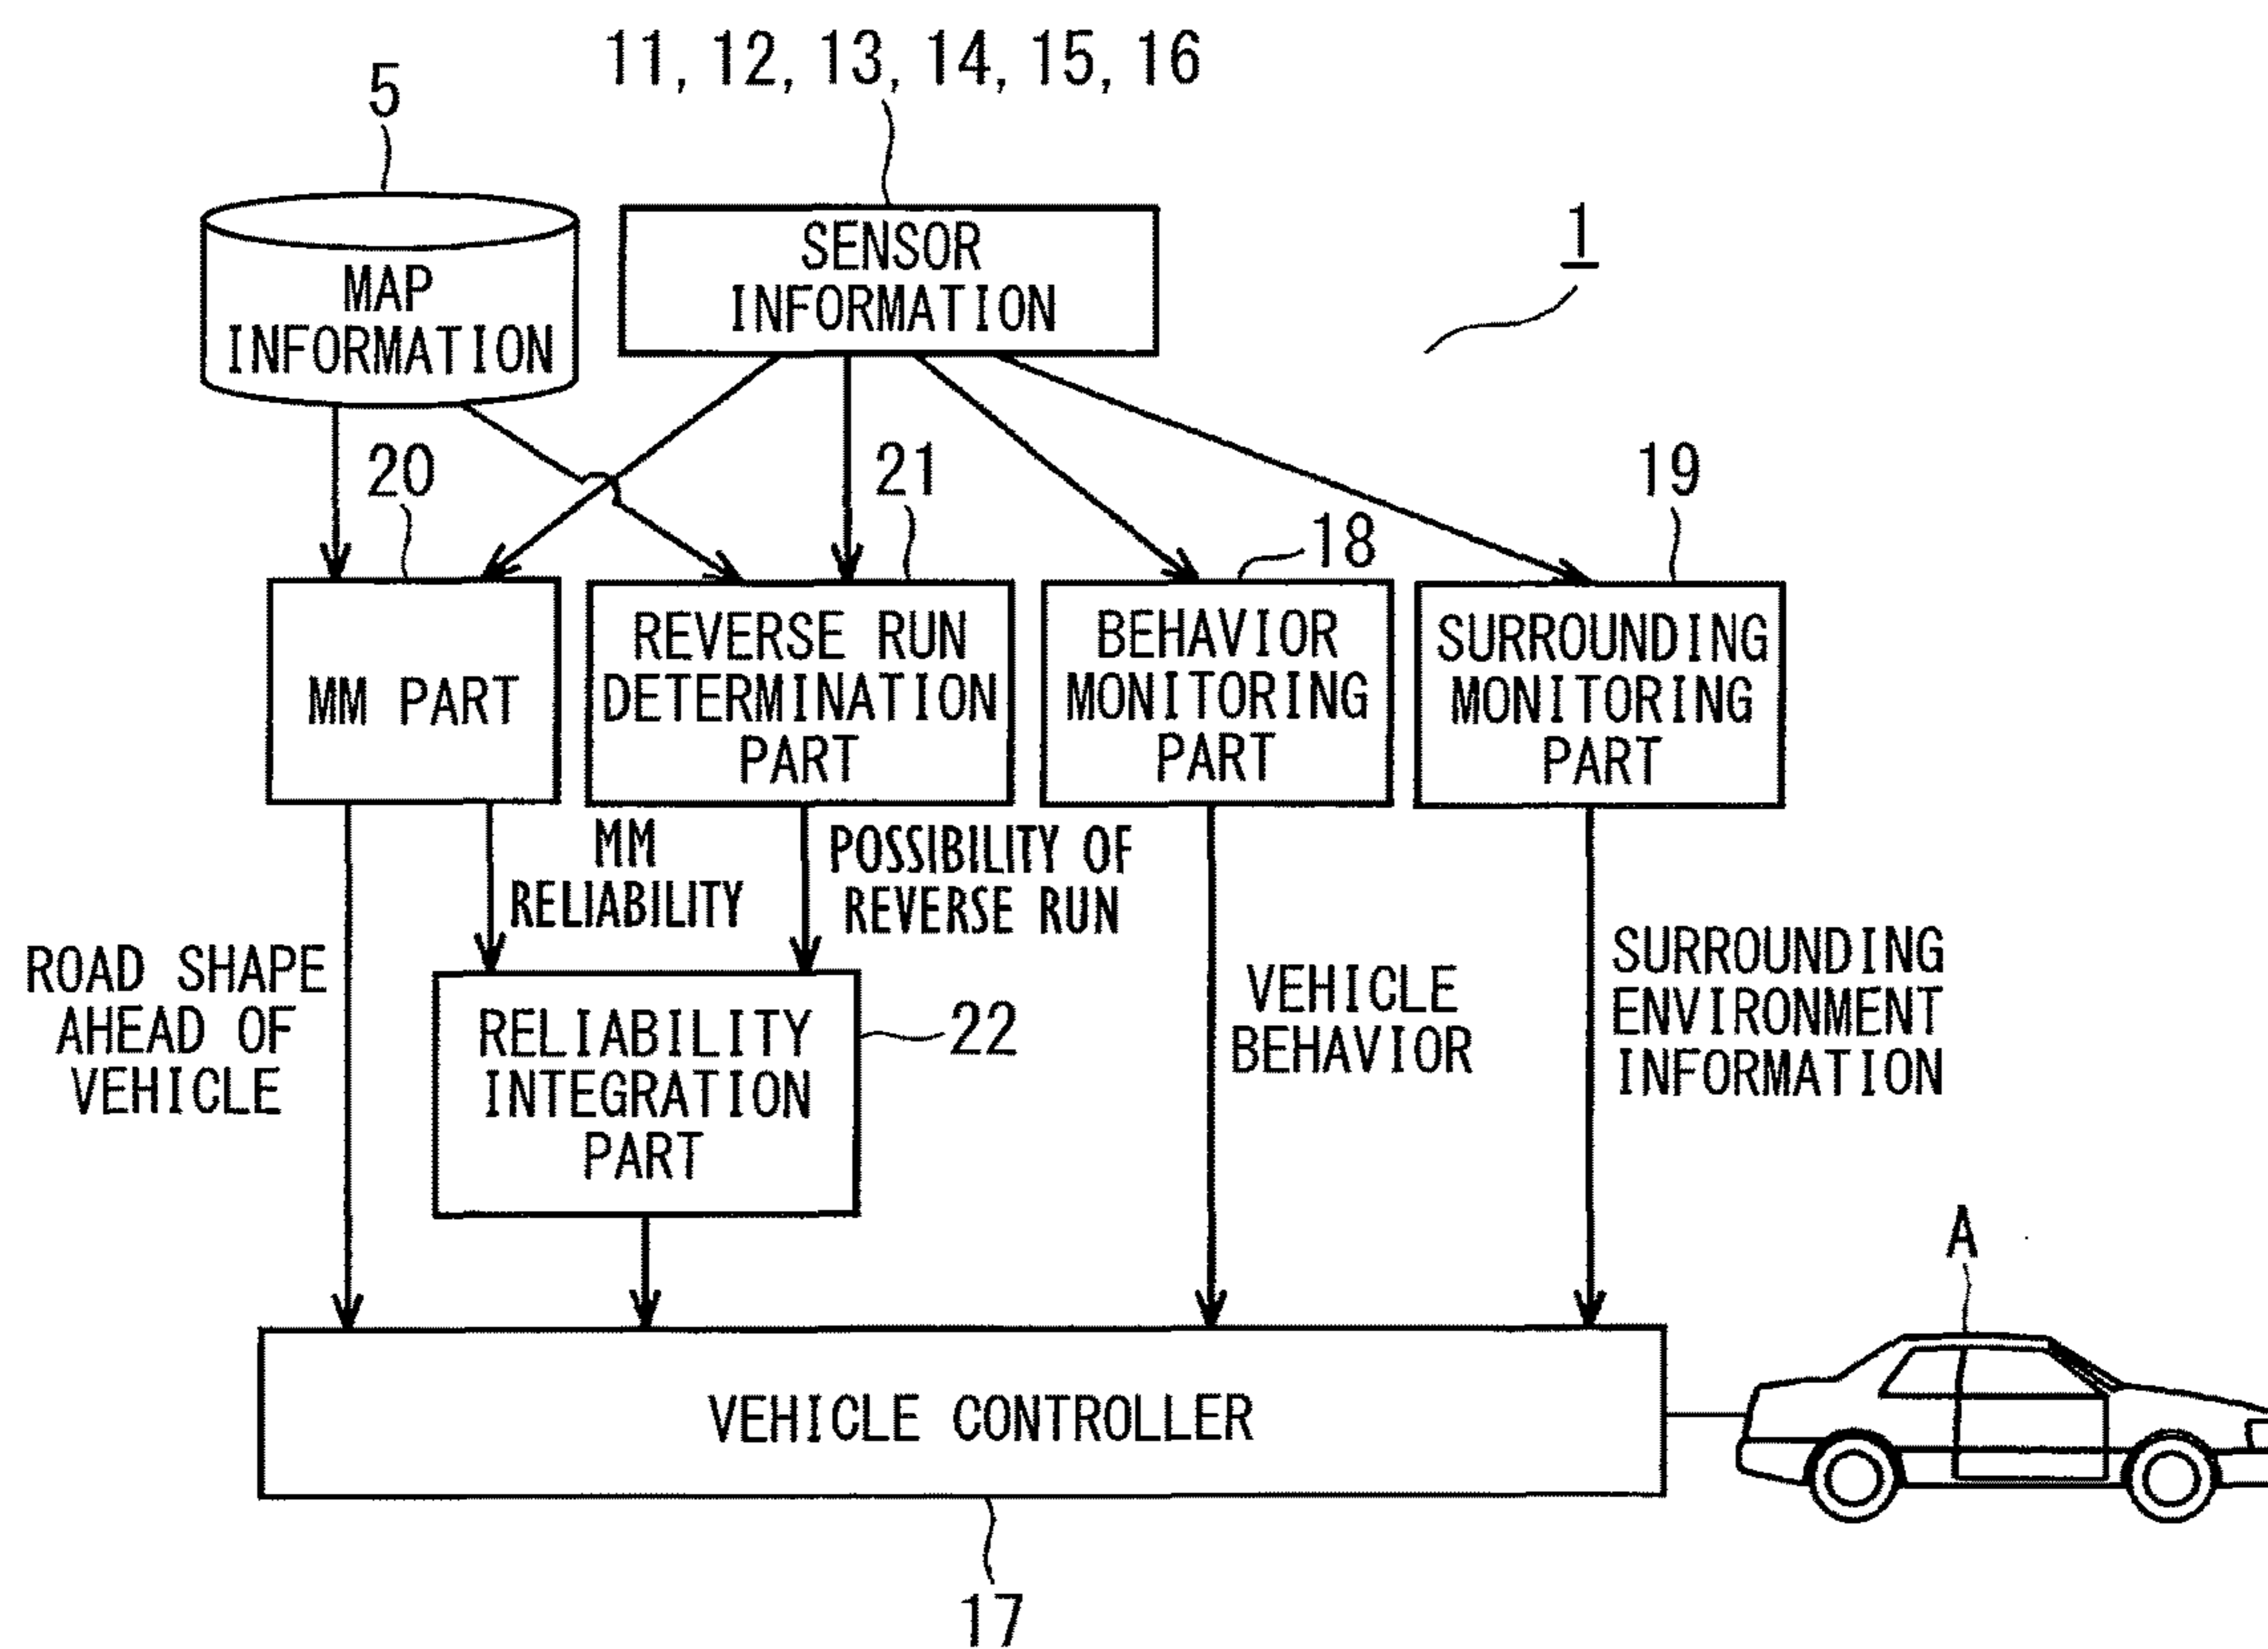 11, 12, 13, 14, 15, 16
5
1
MAP
INFORMATION
SENSOR
INFORMATION
20
21
18
19
MM PART
REVERSE RUN
DETERMINATION
PART
BEHAVIOR
MONITORING
PART
SURROUNDING
MONITORING
PART
MM
RELIABILITY
POSSIBILITY OF
REVERSE RUN
ROAD SHAPE
AHEAD OF
VEHICLE
RELIABILITY
INTEGRATION
PART
22
VEHICLE
BEHAVIOR
SURROUNDING
ENVIRONMENT
INFORMATION
A
VEHICLE CONTROLLER
17